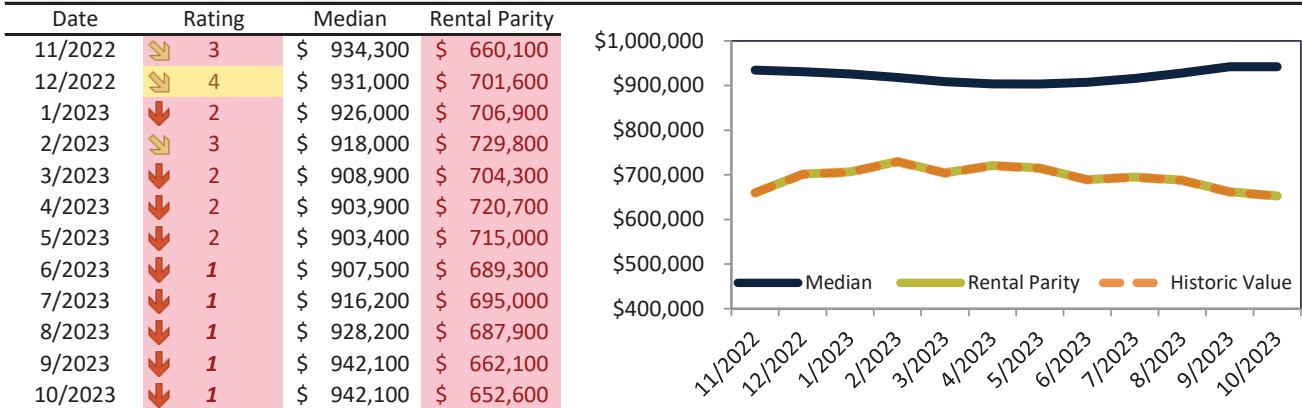 Date Rating Median Rental Parity
11/2022 3 $ 934,300 $ 660,100
12/2022 4 $ 931,000 $ 701,600
1/2023 2 $ 926,000 $ 706,900
2/2023 3 $ 918,000 $ 729,800
3/2023 2 $ 908,900 $ 704,300
4/2023 2 $ 903,900 $ 720,700
5/2023 2 $ 903,400 $ 715,000
6/2023 1 $ 907,500 $ 689,300
7/2023 1 $ 916,200 $ 695,000
8/2023 1 $ 928,200 $ 687,900
9/2023 1 $ 942,100 $ 662,100
10/2023 1 $ 942,100 $ 652,600
$1,000,000
$900,000
$800,000
$700,000
$600,000
$500,000
$400,000
Median Rental Parity Historic Value
11/2022 12/2022 1/2023 2/2023 3/2023 4/2023 5/2023 6/2023 7/2023 8/2023 9/2023 10/2023